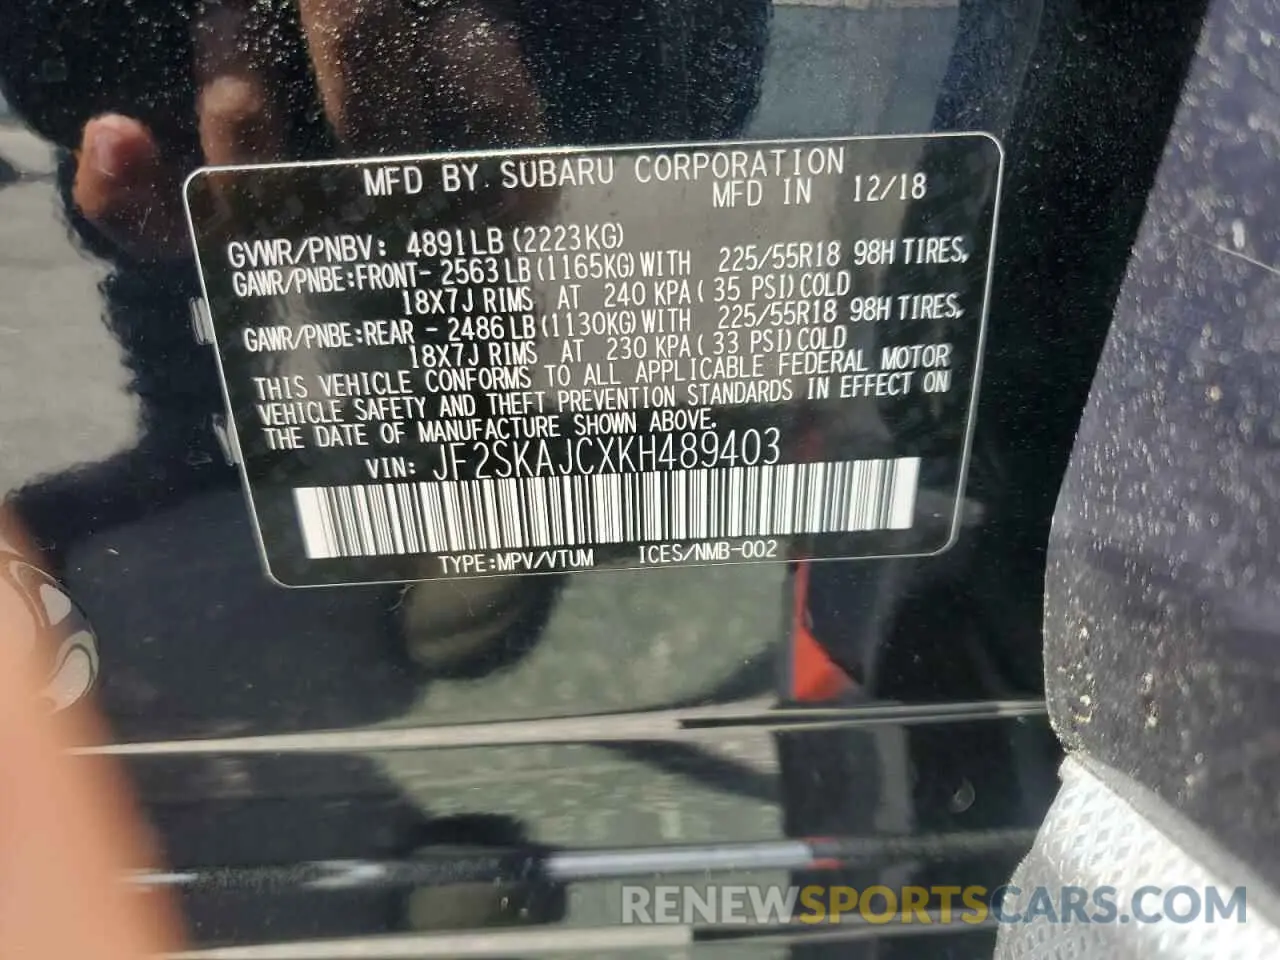 MFD BY SUBARU CORPORATION
MFD IN 12/18
GVWR/PNBV: 4891LB(2223KG)
GAWR/PNBE:FRONT- 2563LB(1165KG)WITH 225/55R18 98H TIRES,
18X7J RIMS AT 240 KPA( 35 PSI)COLD
GAWR/PNBE:REAR - 2486LB(1130KG)WITH 225/55R18 98H TIRES,
18X7J RIMS AT 230 KPA( 33 PSI)COLD
THIS VEHICLE CONFORMS TO ALL APPLICABLE FEDERAL MOTOR
VEHICLE SAFETY AND THEFT PREVENTION STANDARDS IN EFFECT ON
THE DATE OF MANUFACTURE SHOWN ABOVE.
VIN: JF2SKAJCXKH489403
TYPE:MPV/VTUM ICES/NMB-002
RENEWSPORTSCARS.COM